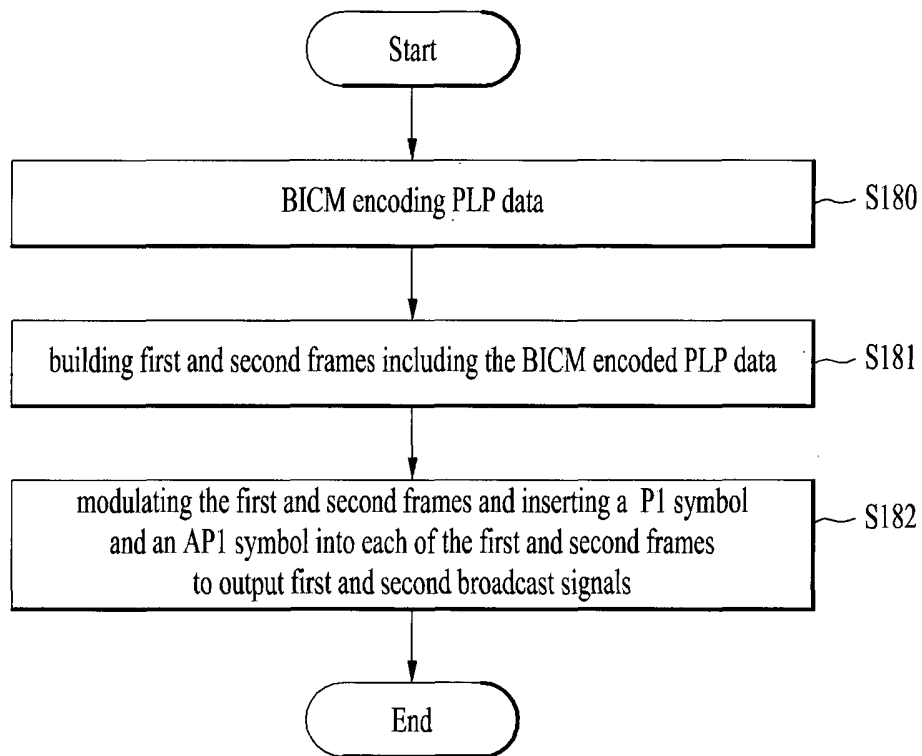 Start
BICM encoding PLP data
S180
building first and second frames including the BICM encoded PLP data
S181
modulating the first and second frames and inserting a P1 symbol
and an AP1 symbol into each of the first and second frames
to output first and second broadcast signals
S182
End